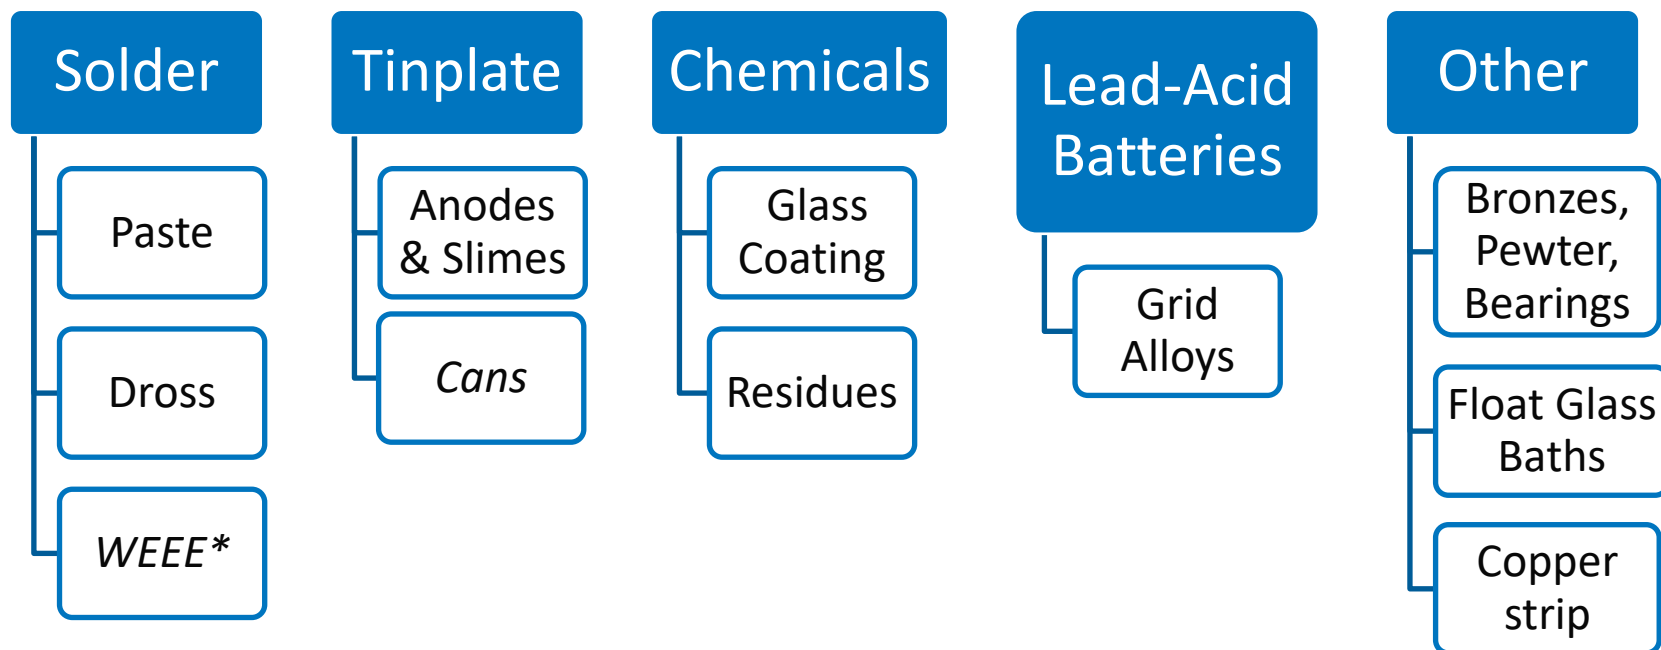 Solder
Paste
Dross
WEEE*
Tinplate
Anodes
& Slimes
Cans
Chemicals
Glass
Coating
Residues
Lead-Acid
Batteries
Grid
Alloys
Other
Bronzes,
Pewter,
Bearings
Float Glass
Baths
Copper
strip